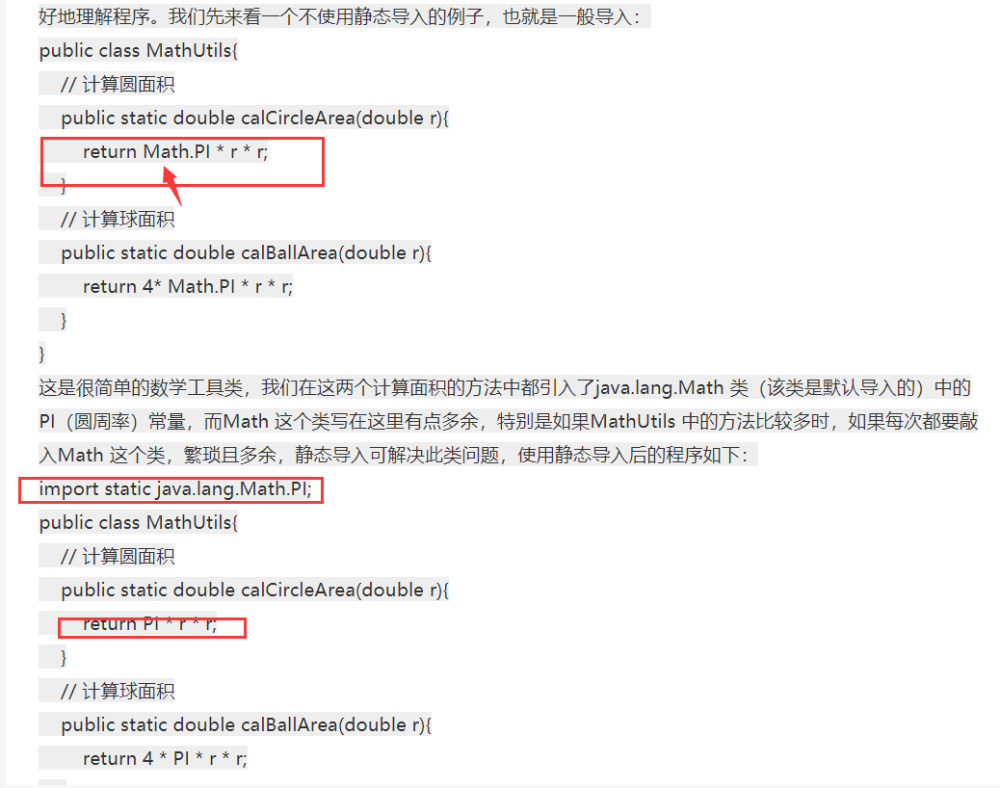 好地理解程序。我们先来看一个不使用静态导入的例子，也就是一般导入：
public class MathUtils{
// 计算圆面积
public static double calCircleArea(double r){
return Math.PI * r * r;
}
// 计算球面积
public static double calBallArea(double r){
return 4* Math.PI * r * r;
}
}
这是很简单的数学工具类，我们在这两个计算面积的方法中都引入了java.lang.Math 类（该类是默认导入的）中的
PI（圆周率）常量，而Math 这个类写在这里有点多余，特别是如果MathUtils 中的方法比较多时，如果每次都要敲
入Math 这个类，繁琐且多余，静态导入可解决此类问题，使用静态导入后的程序如下：
import static java.lang.Math.PI;
public class MathUtils{
// 计算圆面积
public static double calCircleArea(double r){
return PI * r * r;
}
// 计算球面积
public static double calBallArea(double r){
return 4 * PI * r * r;